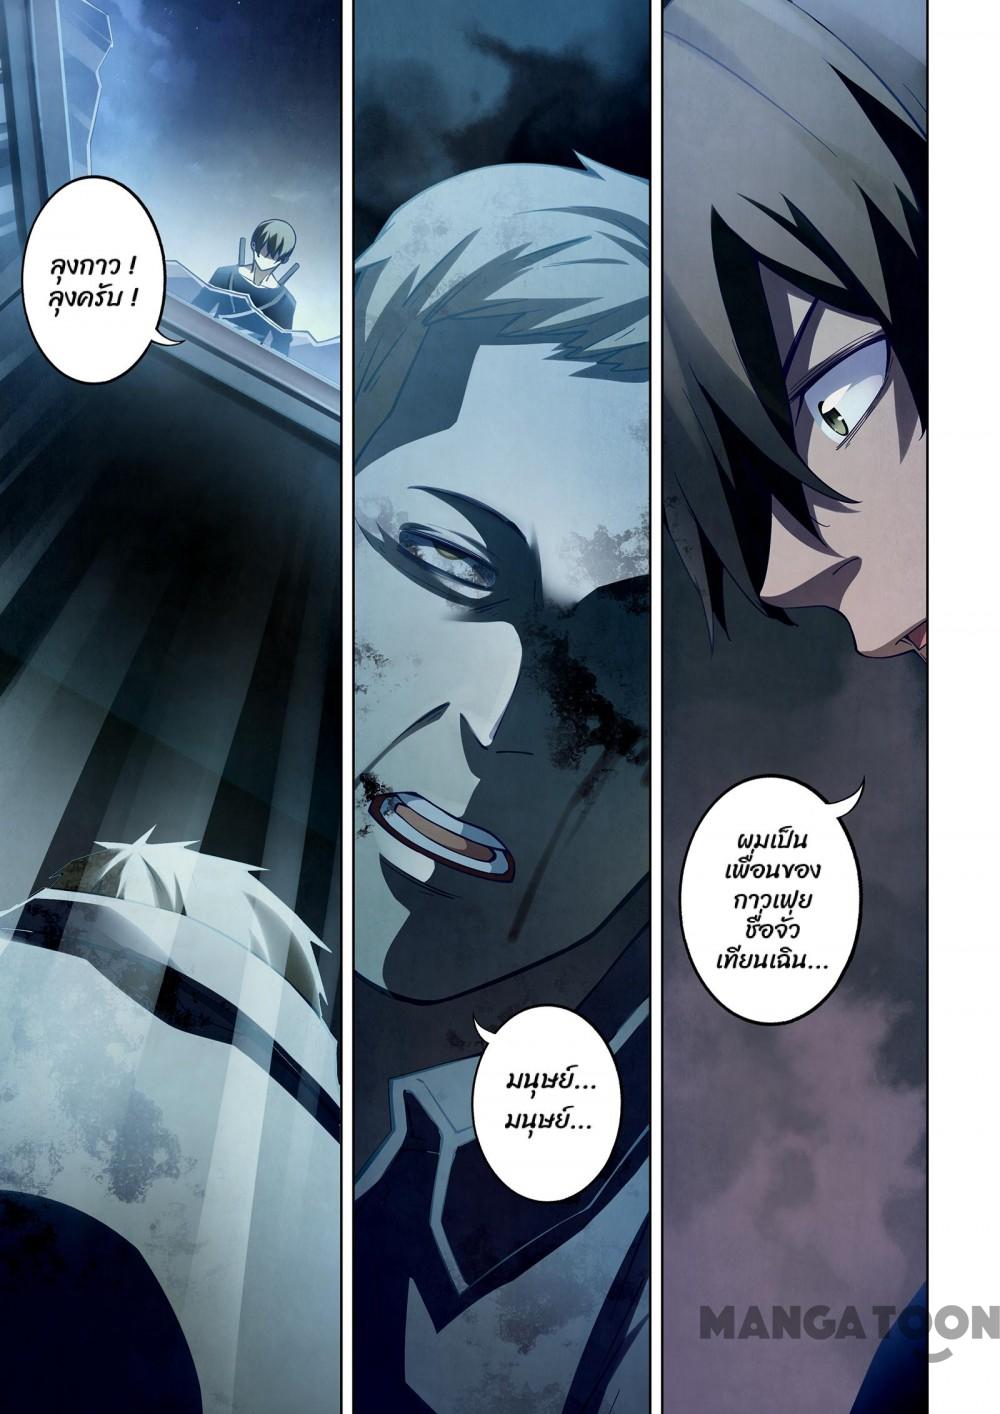 ลุงกาว !
ลุงครับ !
มนุษย์...
มนุษย์...
ผมเป็น
เพื่อนของ
กาวเฟย
ชื่อจั่ว
เทียนเฉิน...
MANGATOON